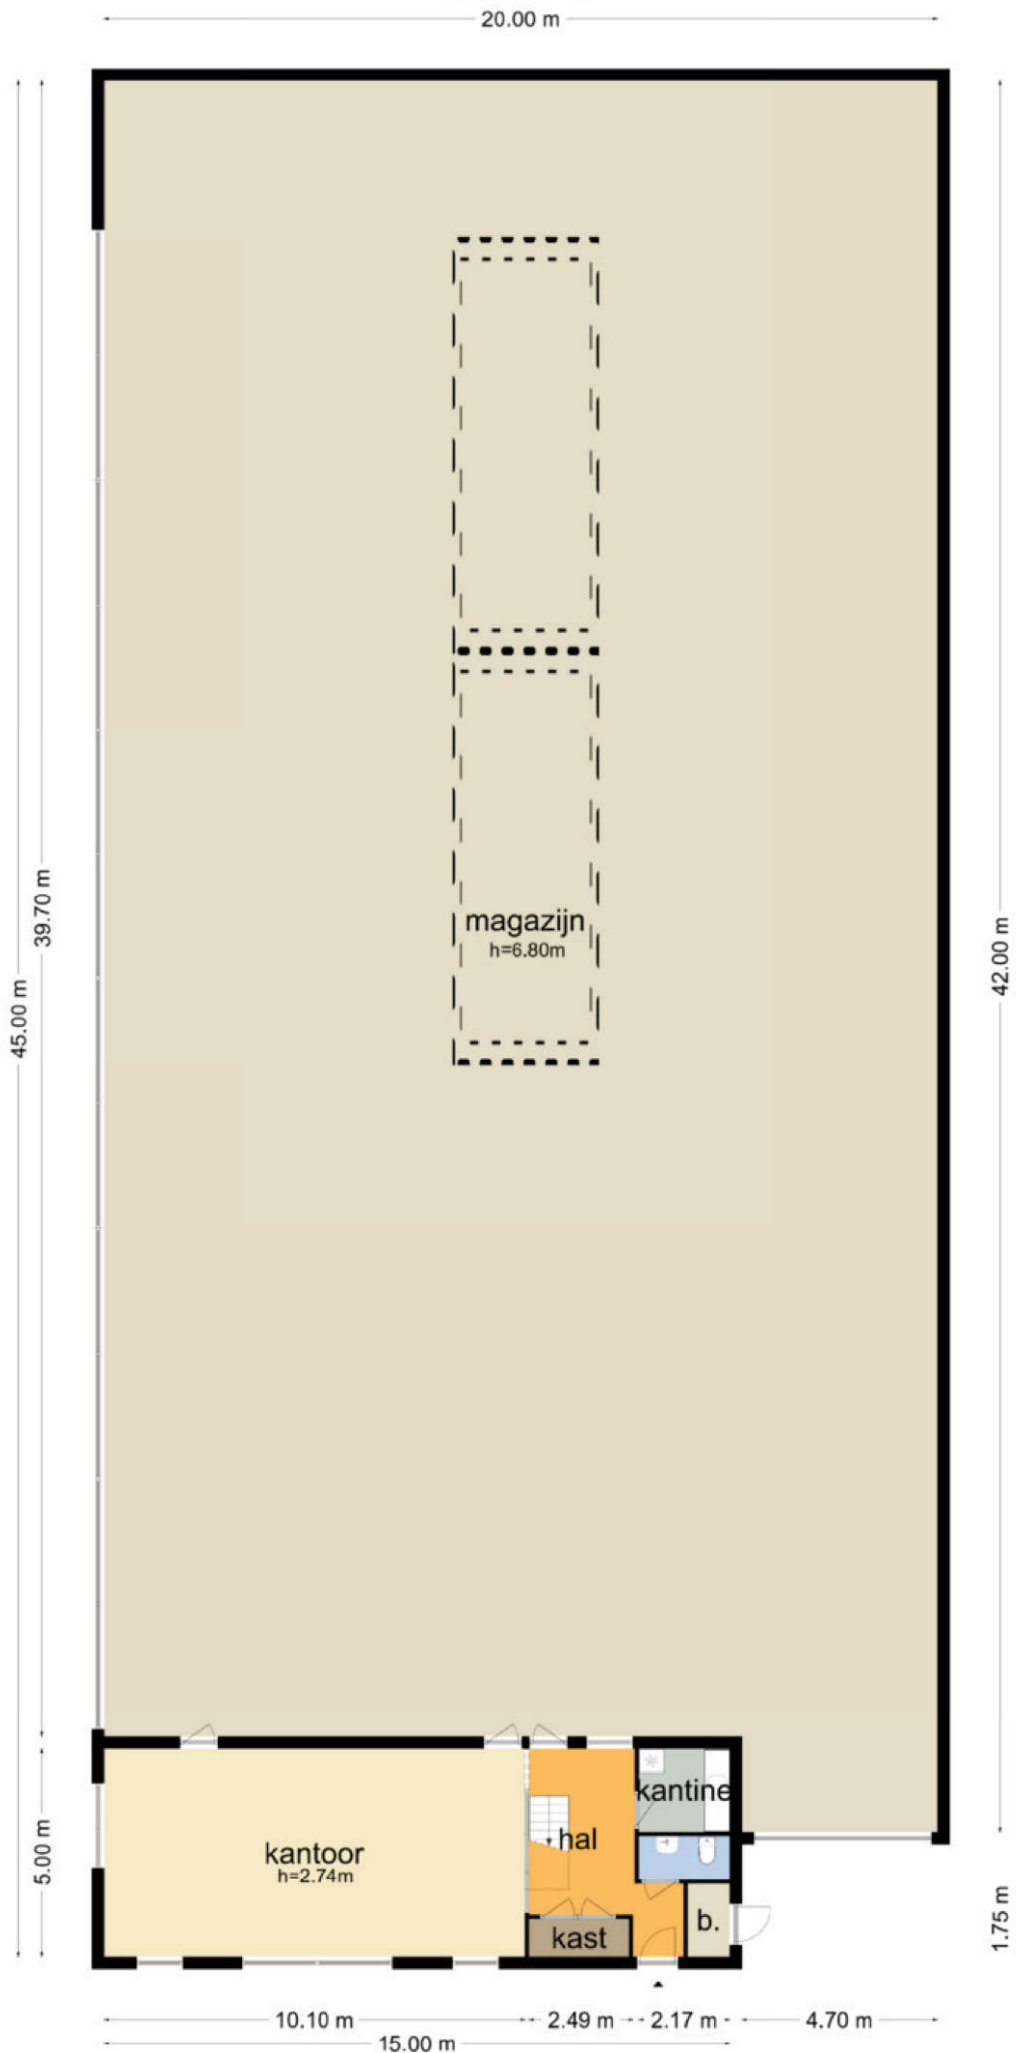 20.00 m
39.70 m
45.00 m
42.00 m
magazijn
h=6.80m
kantine
hal
kantoor
h=2.74m
5.00 m
b.
kast
1.75 m
10.10 m
2.49 m
2.17 m
4.70 m
15.00 m